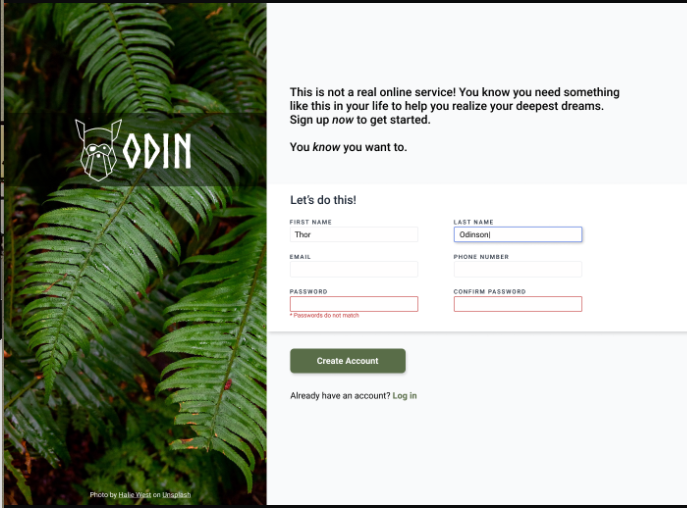 ODIN
Photo by Halie West on Unsplash
This is not a real online service! You know you need something
like this in your life to help you realize your deepest dreams.
Sign up now to get started.
You know you want to.
Let's do this!
FIRST NAME
Thor
LAST NAME
Odinson
EMAIL
PHONE NUMBER
PASSWORD
* Passwords do not match
CONFIRM PASSWORD
Create Account
Already have an account? Log in